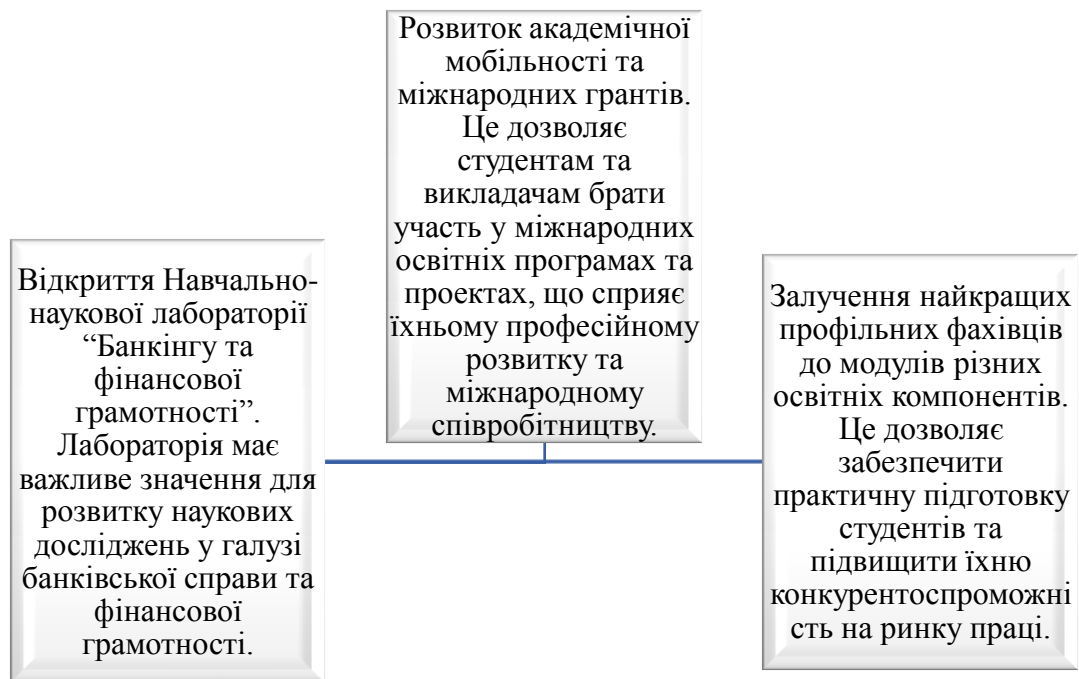 Розвиток академічної
мобільності та
міжнародних грантів.
Це дозволяє
студентам та
викладачам брати
участь у міжнародних
освітніх програмах та
проектах, що сприяє
їхньому професійному
розвитку та
міжнародному
співробітництву.
Відкриття Навчально-
наукової лабораторії
“Банкінгу та
фінансової
грамотності”.
Лабораторія має
важливе значення для
розвитку наукових
досліджень у галузі
банківської справи та
фінансової
грамотності.
Залучення найкращих
профільних фахівців
до модулів різних
освітніх компонентів.
Це дозволяє
забезпечити
практичну підготовку
студентів та
підвищити їхню
конкурентоспроможні
сть на ринку праці.